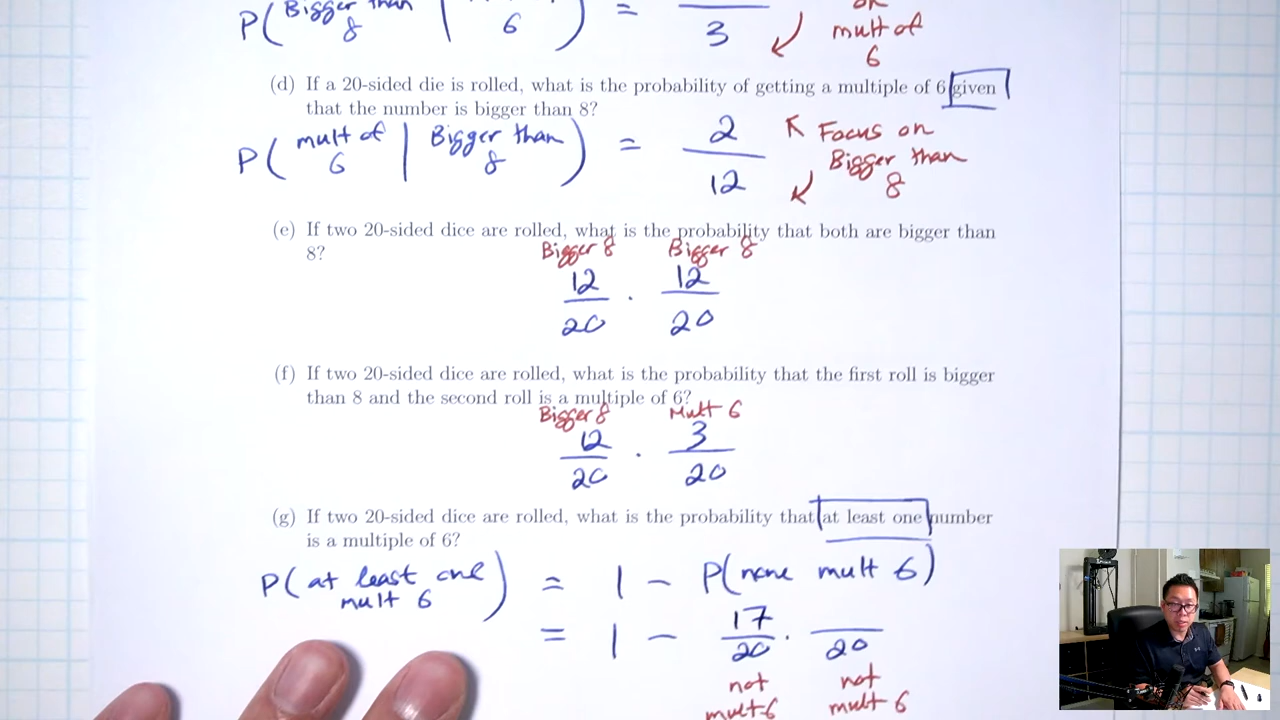 P( Bigger than 8 | 6 ) = 3
on mult of 6
(d) If a 20-sided die is rolled, what is the probability of getting a multiple of 6 given
that the number is bigger than 8?
P( mult of 6 | Bigger than 8 ) = 2/12
Focus on Bigger than 8
(e) If two 20-sided dice are rolled, what is the probability that both are bigger than
8?
Bigger 8 Bigger 8
12/20 · 12/20
(f) If two 20-sided dice are rolled, what is the probability that the first roll is bigger
than 8 and the second roll is a multiple of 6?
Bigger 8 Mult 6
12/20 · 3/20
(g) If two 20-sided dice are rolled, what is the probability that at least one number
is a multiple of 6?
P( at least one mult 6 ) = 1 - P(none mult 6)
= 1 - 17/20 · /20
not mult 6 not mult 6